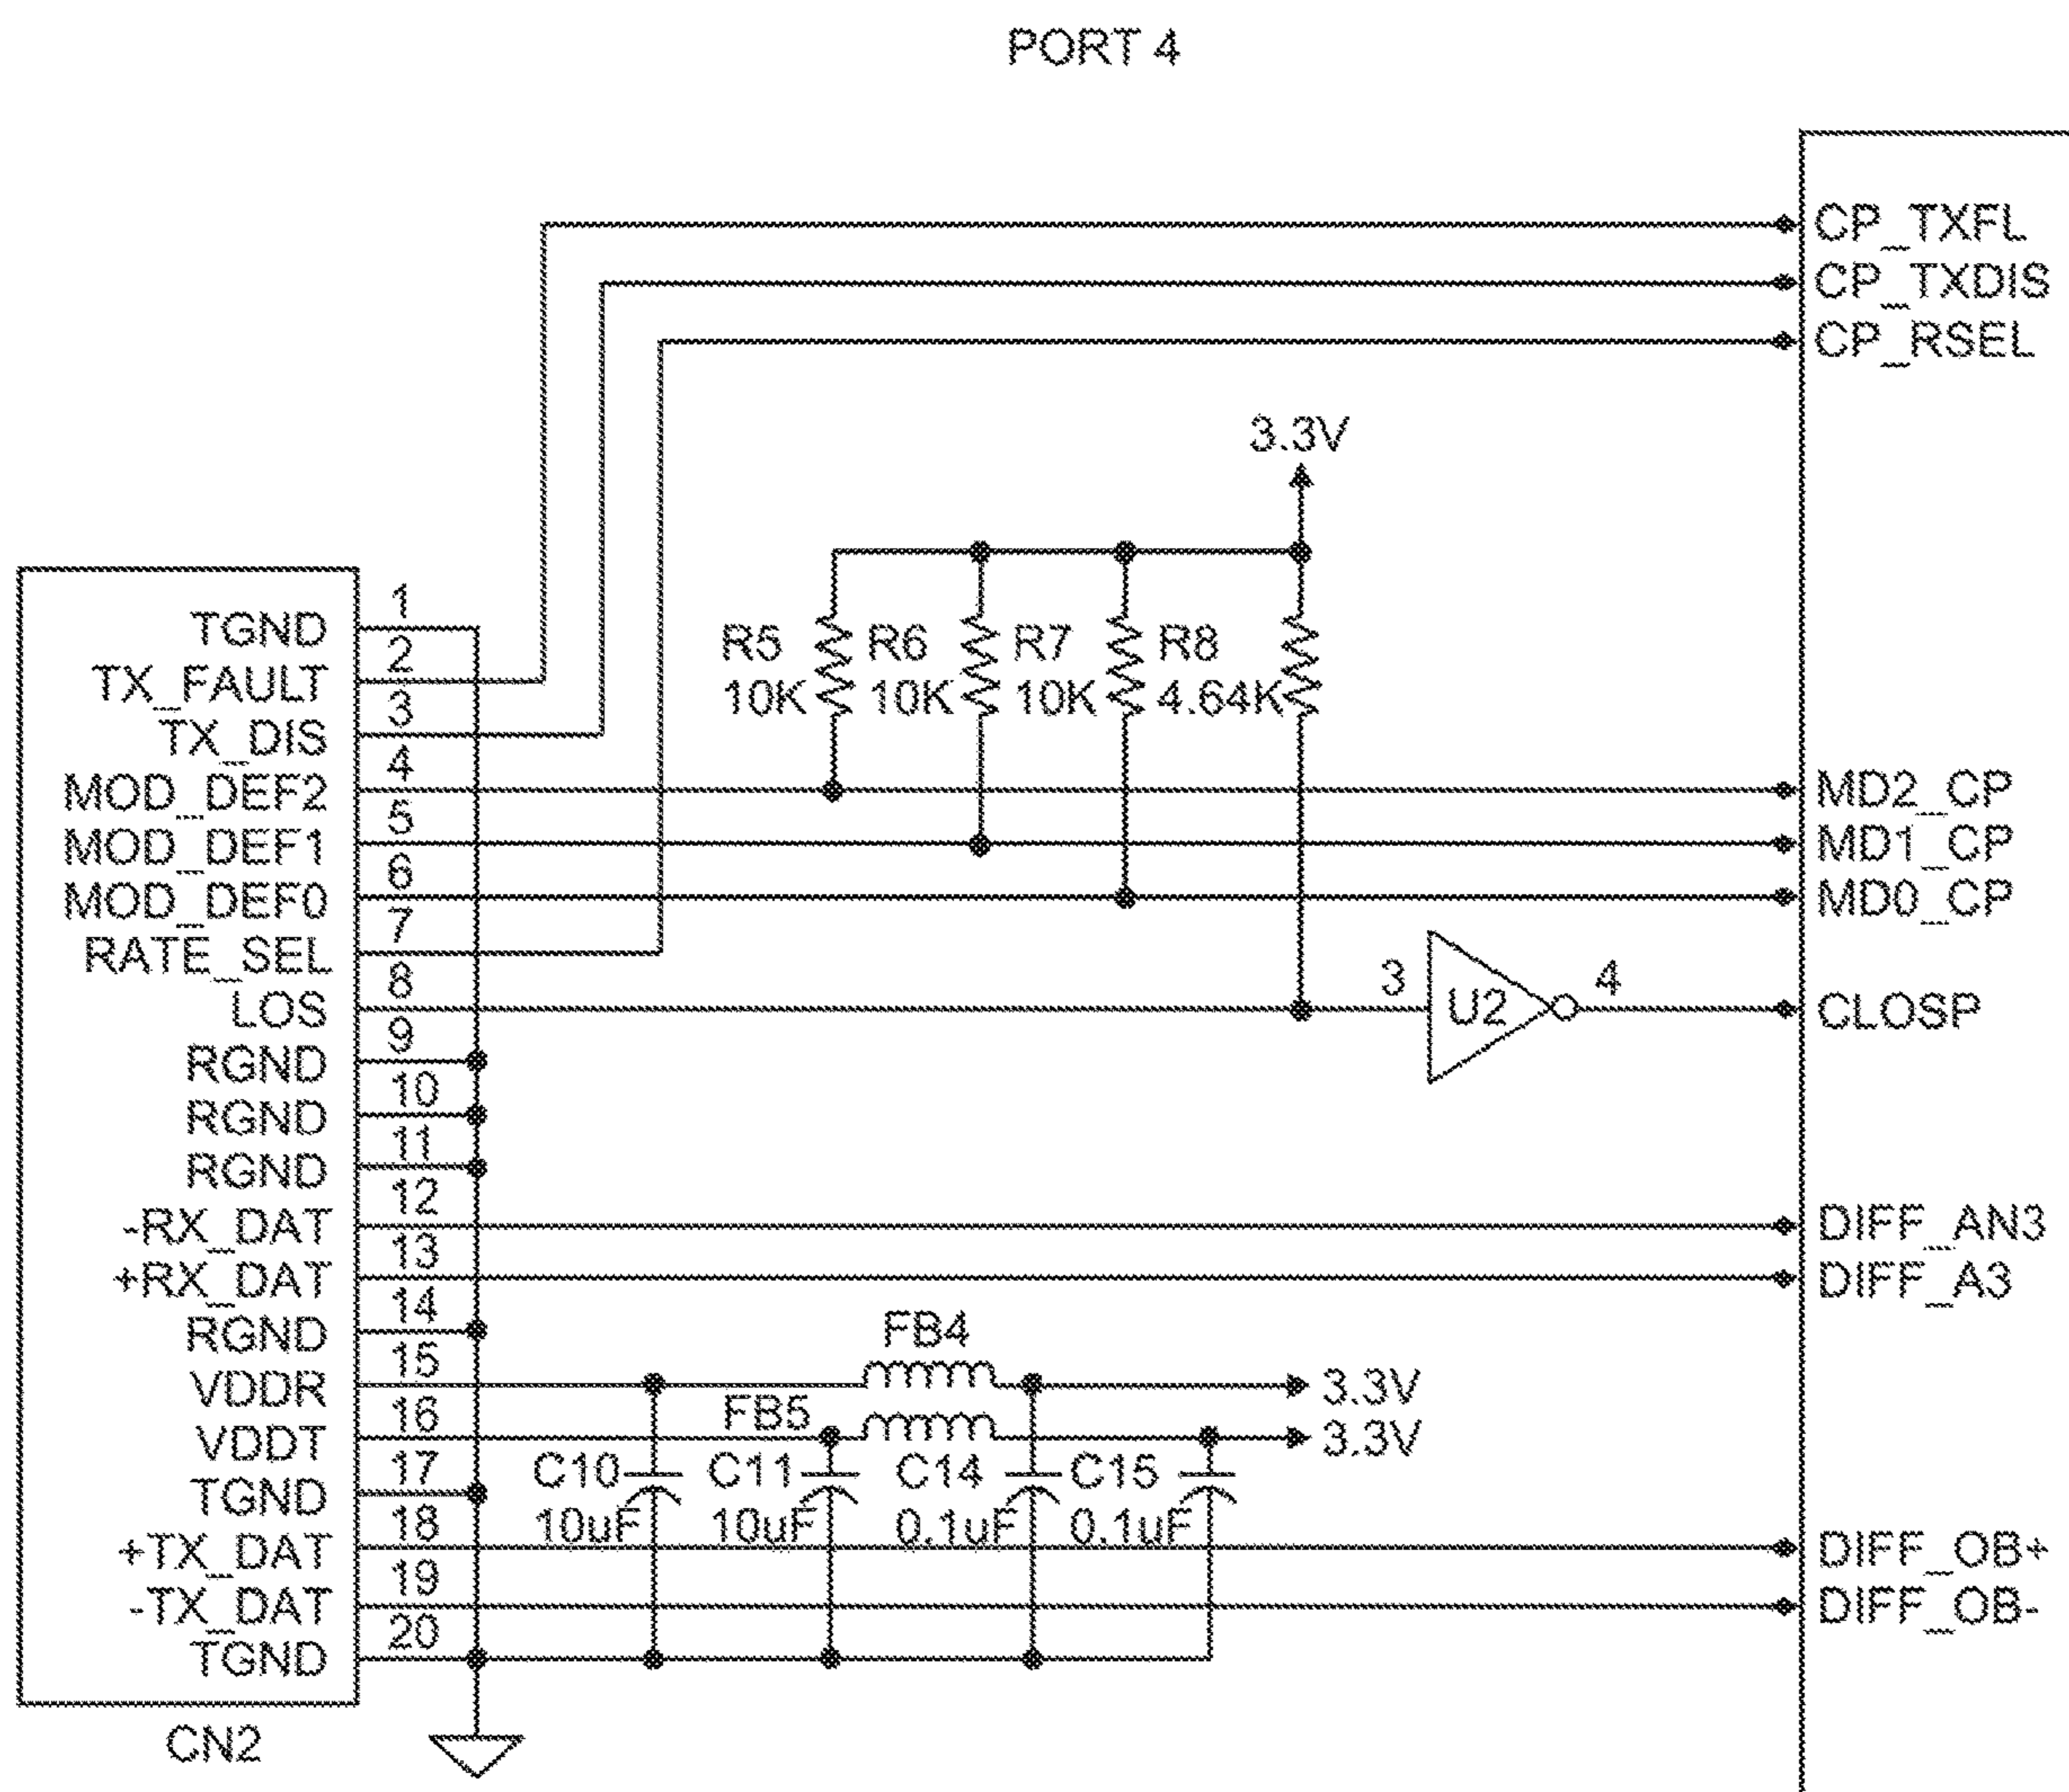 PORT 4
CP_TXFL
CP_TXDIS
CP_RSEL
3.3V
R5 R6 R7 R8
10K 10K 10K 4.64K
TGND 1
TX_FAULT 2
TX_DIS 3
MOD_DEF2 4 MD2_CP
MOD_DEF1 5 MD1_CP
MOD_DEF0 6 MD0_CP
RATE_SEL 7
LOS 8 3 U2 4 CLOSP
RGND 9
RGND 10
RGND 11
-RX_DAT 12 DIFF_AN3
+RX_DAT 13 DIFF_A3
RGND 14
FB4
VDDR 15 3.3V
FB5
VDDT 16 3.3V
C10 C11 C14 C15
TGND 17
10uF 10uF 0.1uF 0.1uF
+TX_DAT 18 DIFF_OB+
-TX_DAT 19 DIFF_OB-
TGND 20
CN2